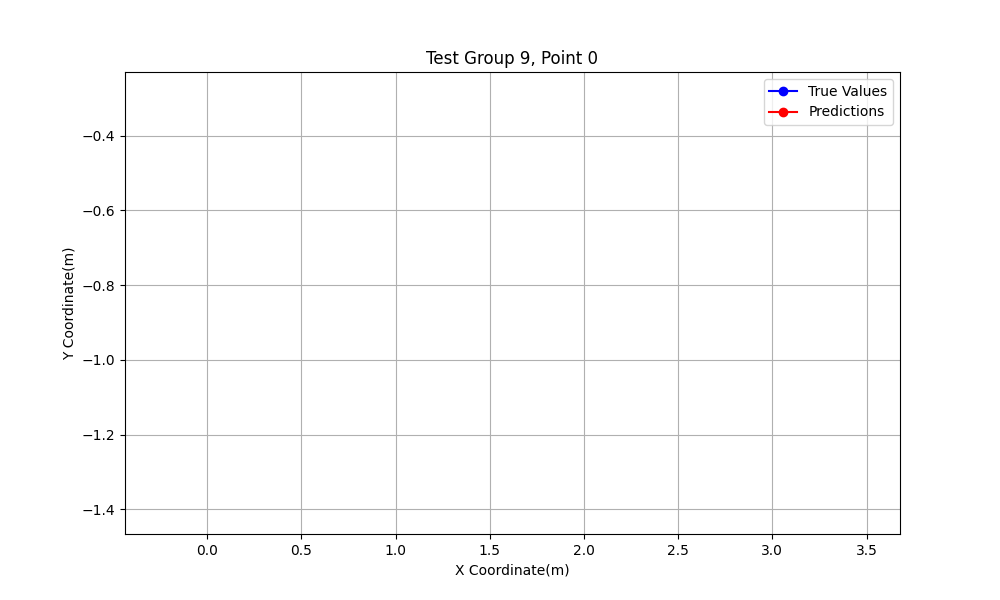 Test Group 9, Point 0
True Values
Predictions
−0.4
−0.6
−0.8
−1.0
−1.2
−1.4
Y Coordinate(m)
0.0 0.5 1.0 1.5 2.0 2.5 3.0 3.5
X Coordinate(m)